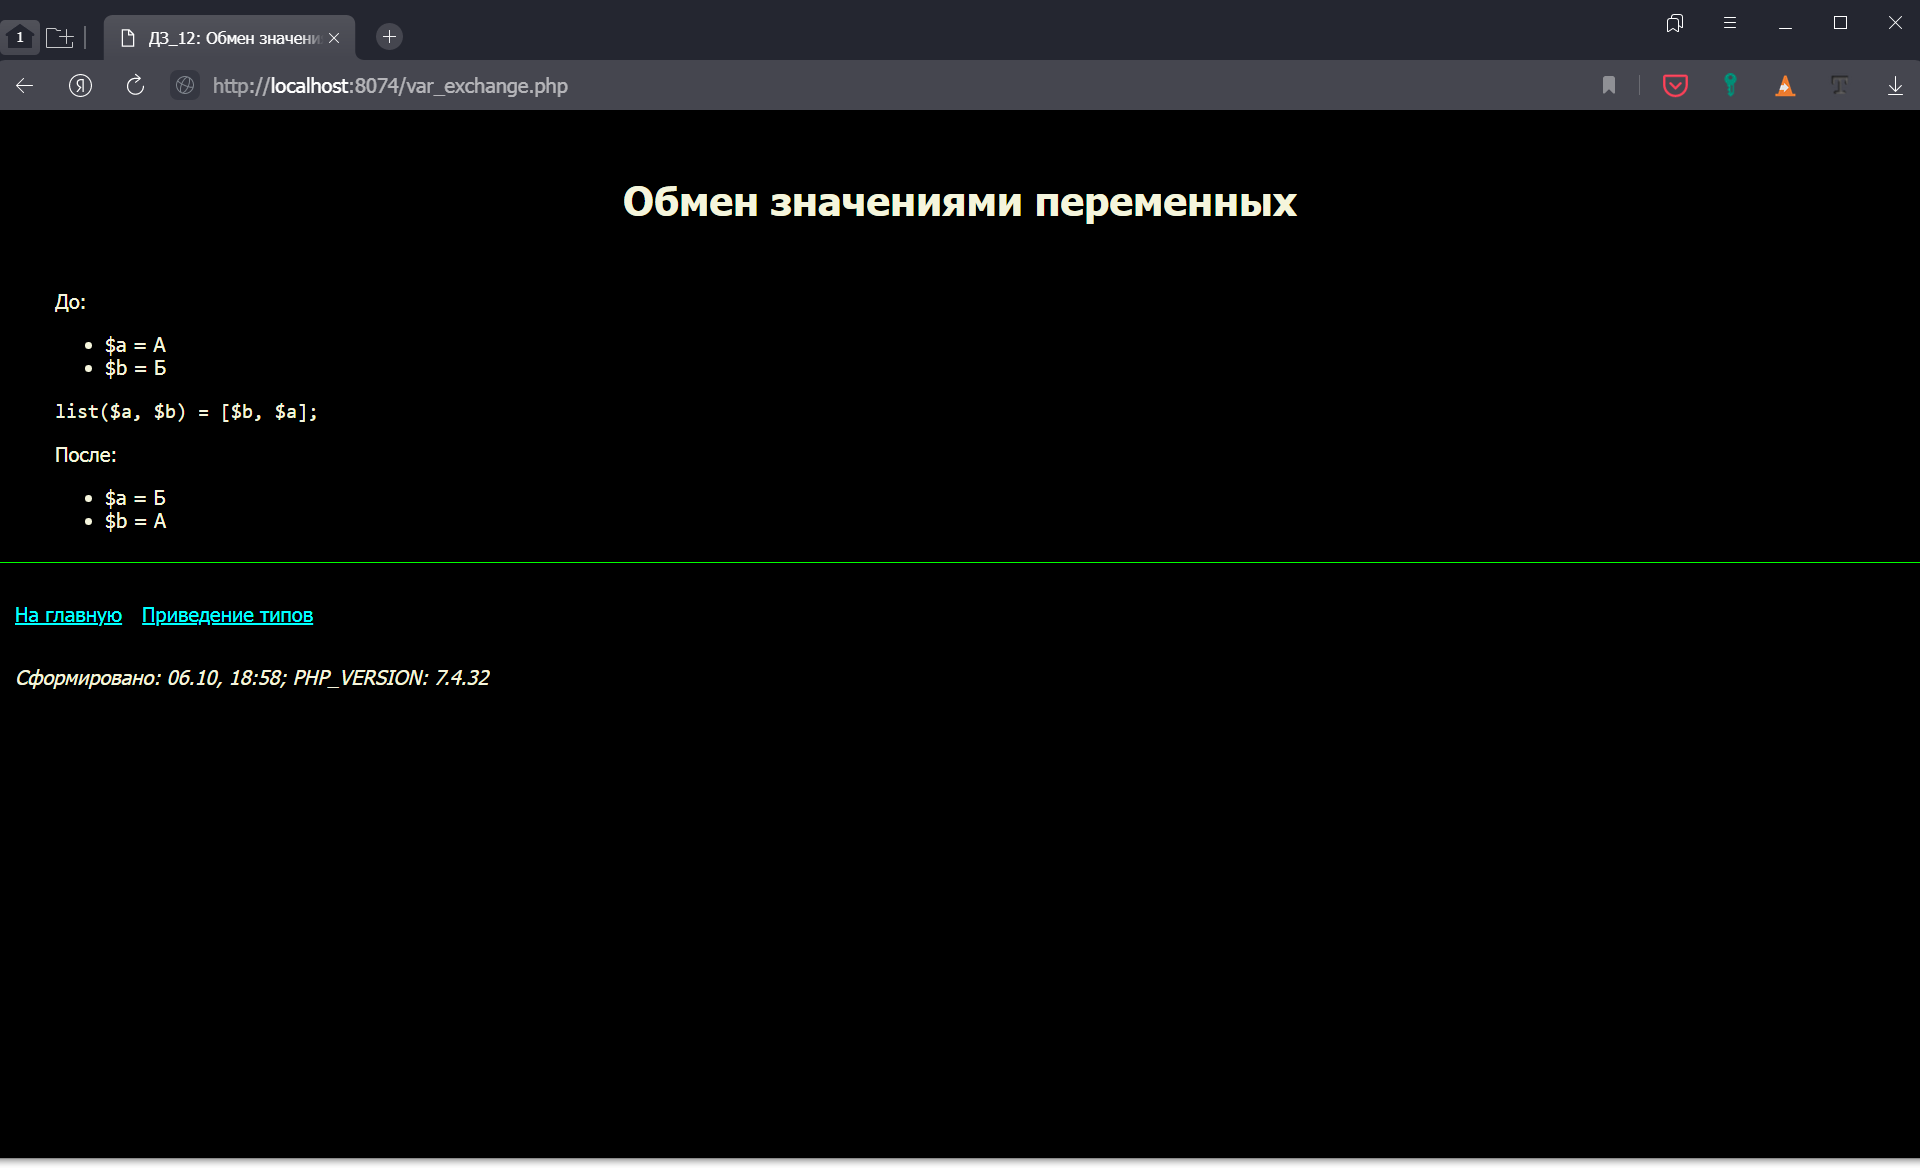 1
ДЗ_12: Обмен значени
Я
http://localhost:8074/var_exchange.php
Обмен значениями переменных
До:
• $a = А
• $b = Б
list($a, $b) = [$b, $a];
После:
• $a = Б
• $b = А
На главную Приведение типов
Сформировано: 06.10, 18:58; PHP_VERSION: 7.4.32